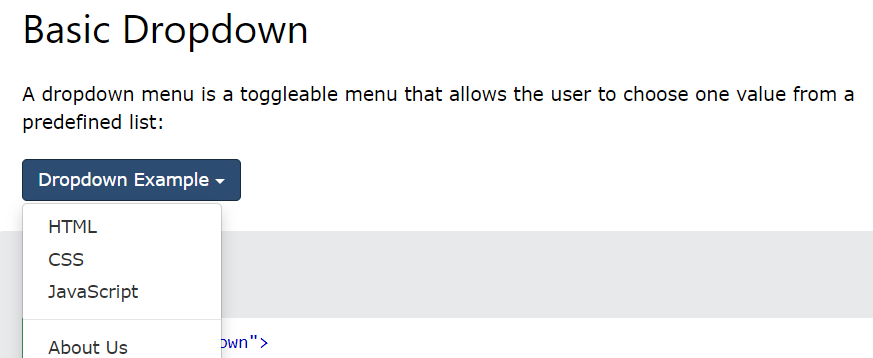 Basic Dropdown
A dropdown menu is a toggleable menu that allows the user to choose one value from a
predefined list:
Dropdown Example
HTML
CSS
JavaScript
About Us
own">